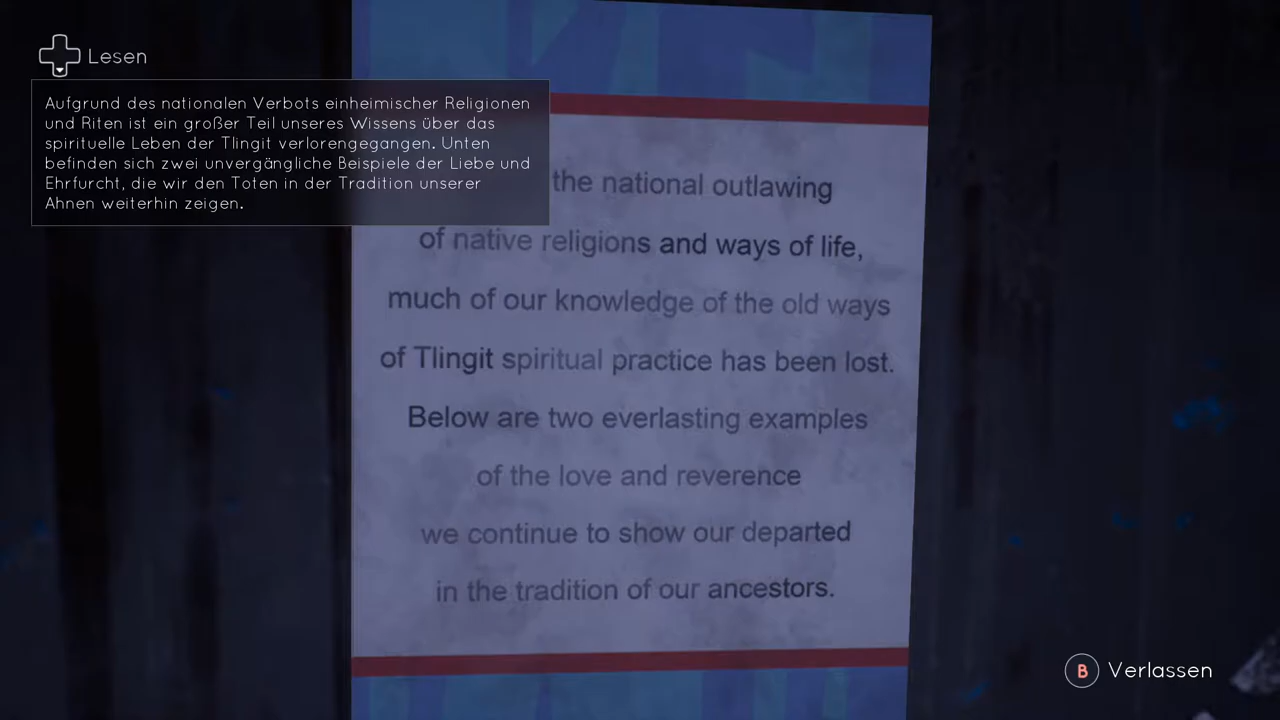 Lesen
Aufgrund des nationalen Verbots einheimischer Religionen
und Riten ist ein großer Teil unseres Wissens über das
spirituelle Leben der Tlingit verlorengegangen. Unten
befinden sich zwei unvergängliche Beispiele der Liebe und
Ehrfurcht, die wir den Toten in der Tradition unserer
Ahnen weiterhin zeigen.
the national outlawing
of native religions and ways of life,
much of our knowledge of the old ways
of Tlingit spiritual practice has been lost.
Below are two everlasting examples
of the love and reverence
we continue to show our departed
in the tradition of our ancestors.
B Verlassen